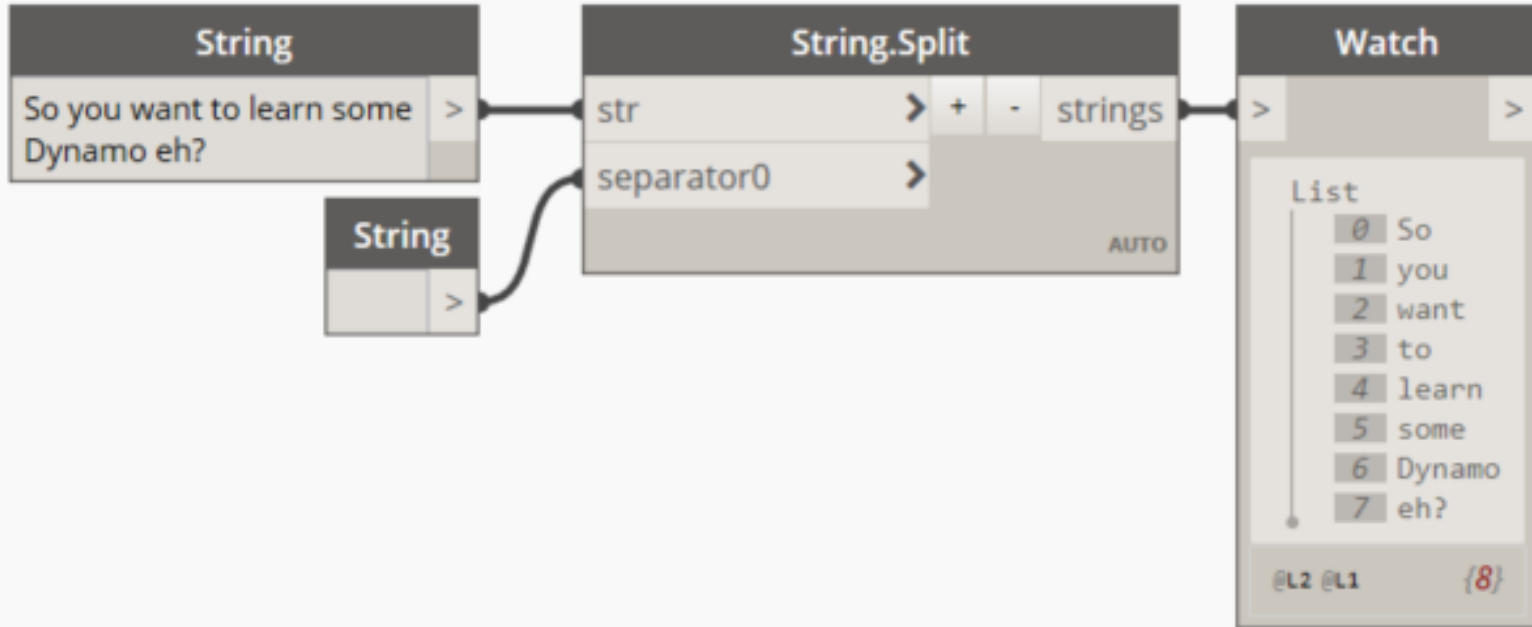 String
So you want to learn some >
Dynamo eh?
String
>
String.Split
str > + - strings
separator0 >
AUTO
Watch
> >
List
0 So
1 you
2 want
3 to
4 learn
5 some
6 Dynamo
7 eh?
@L2 @L1 {8}